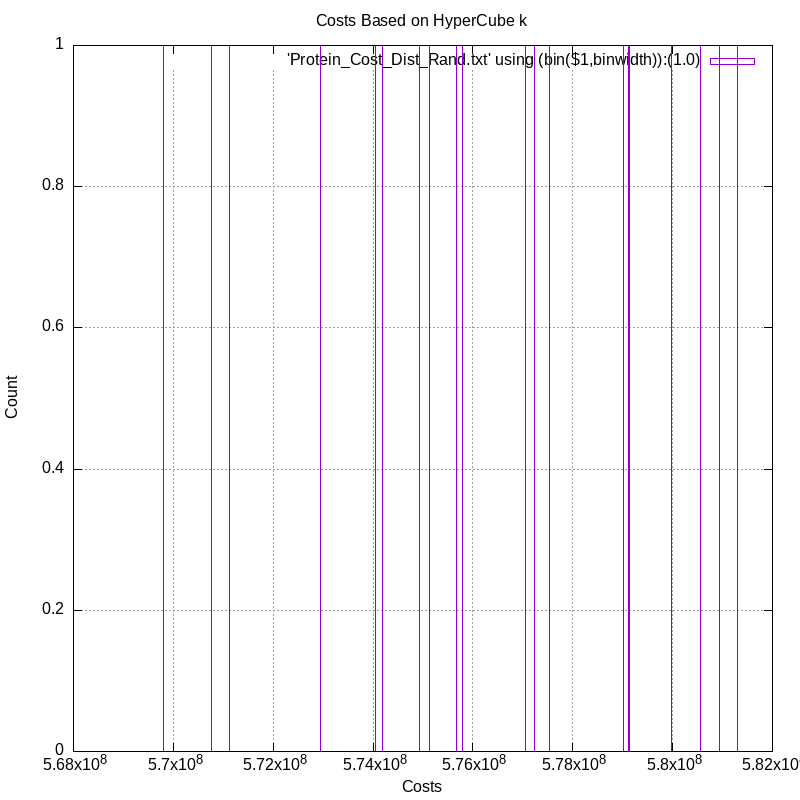 Costs Based on HyperCube k
'Protein_Cost_Dist_Rand.txt' using (bin($1,binwidth)):(1.0)
1
0.8
0.6
0.4
0.2
0
Count
5.68x10⁸ 5.7x10⁸ 5.72x10⁸ 5.74x10⁸ 5.76x10⁸ 5.78x10⁸ 5.8x10⁸ 5.82x10
Costs